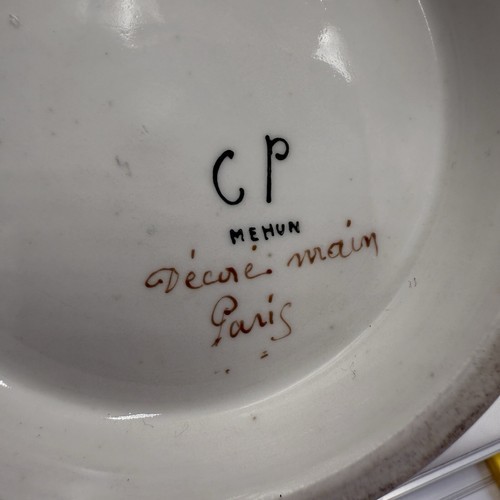 CP
MEHUN
Décoré main
Paris